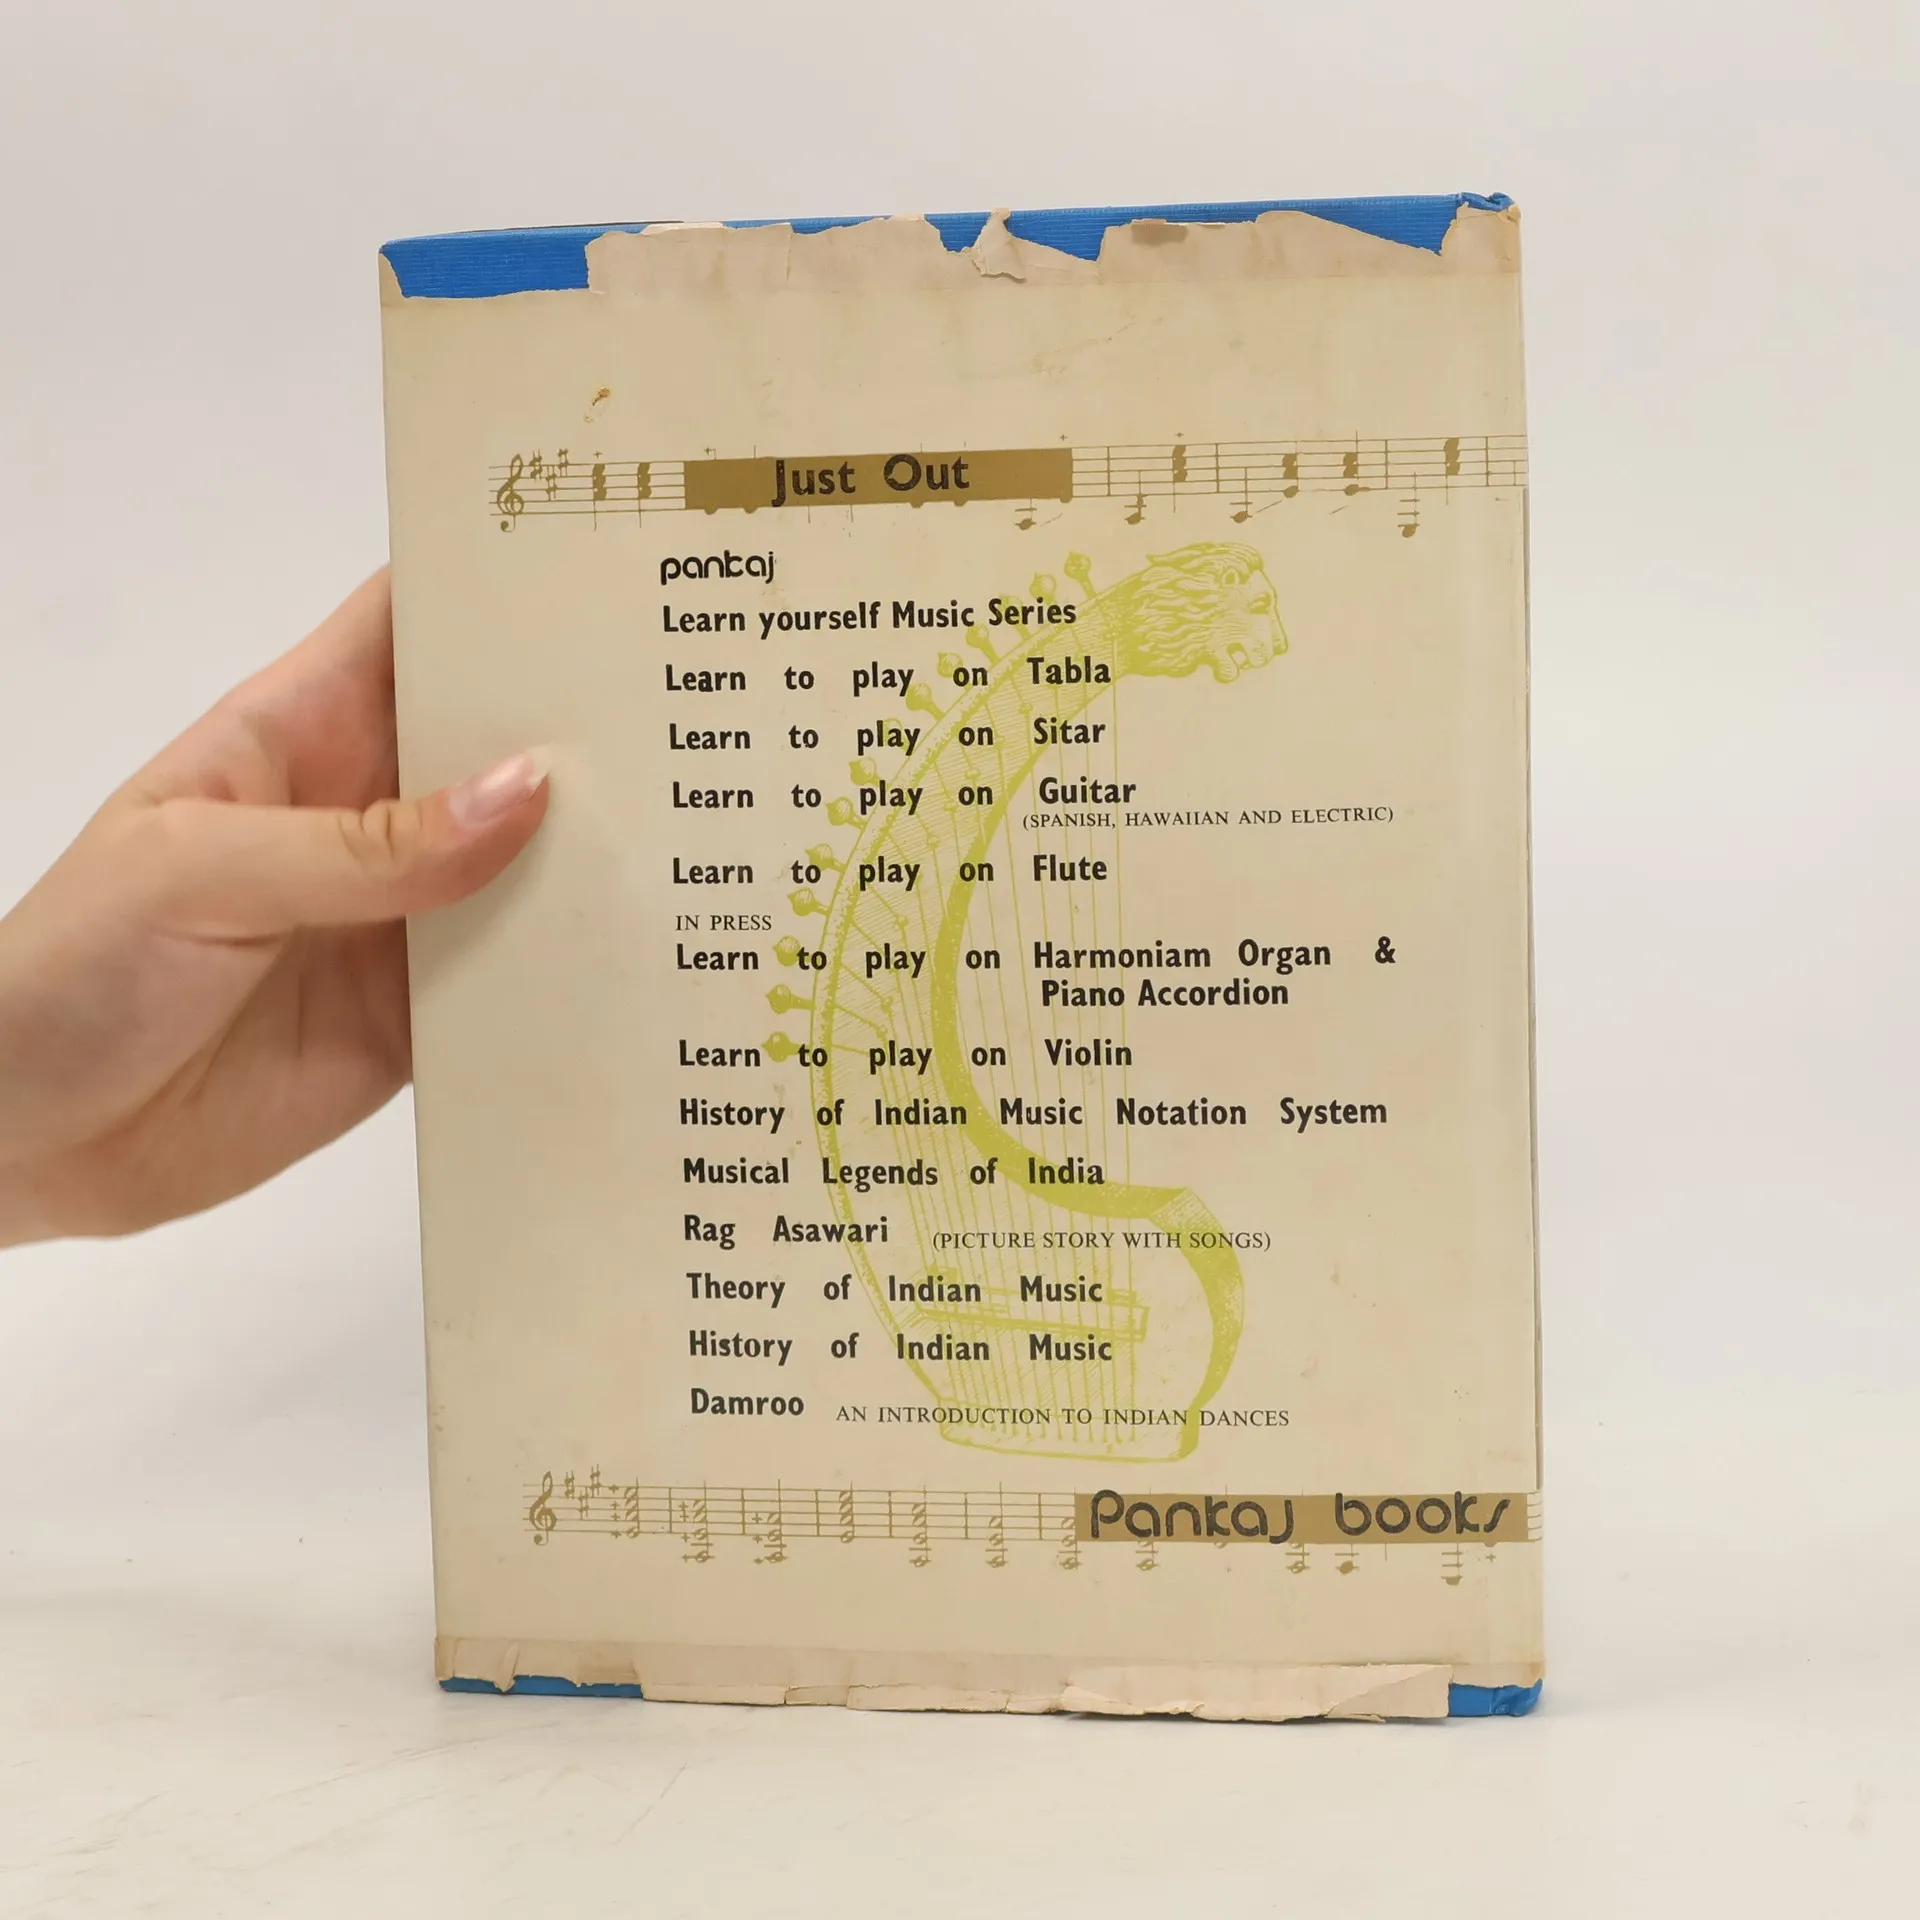 Just Out
pankaj
Learn yourself Music Series
Learn to play on Tabla
Learn to play on Sitar
Learn to play on Guitar
(SPANISH, HAWAIIAN AND ELECTRIC)
Learn to play on Flute
IN PRESS
Learn to play on Harmoniam Organ &
Piano Accordion
Learn to play on Violin
History of Indian Music Notation System
Musical Legends of India
Rag Asawari (PICTURE STORY WITH SONGS)
Theory of Indian Music
History of Indian Music
Damroo AN INTRODUCTION TO INDIAN DANCES
Pankaj books